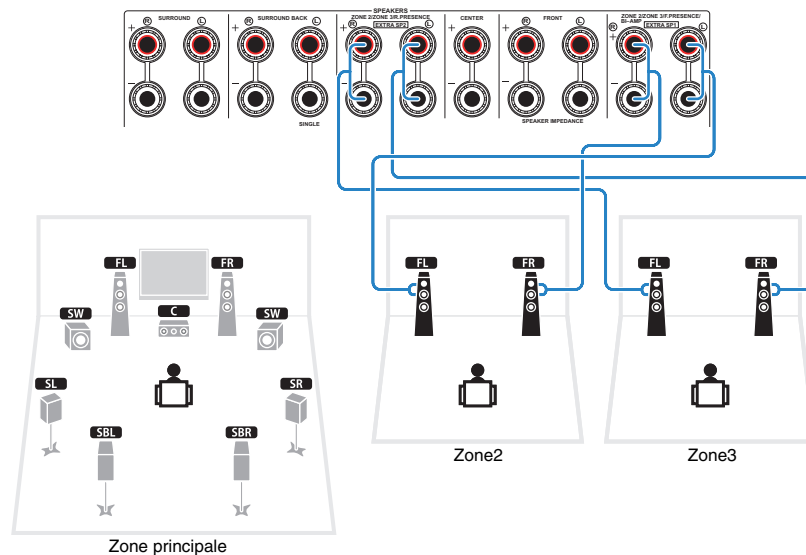 SPEAKERS
R SURROUND L
R SURROUND BACK L
ZONE 2/ZONE 3/R.PRESENCE
R EXTRA SP2 L
CENTER
R FRONT L
ZONE 2/ZONE 3/F.PRESENCE/
BI-AMP EXTRA SP1
R L
+ + + + + +
– – – – – –
SINGLE
SPEAKER IMPEDANCE
FL FR
SW C SW
SL SR
SBL SBR
Zone principale
FL FR
Zone2
FL FR
Zone3